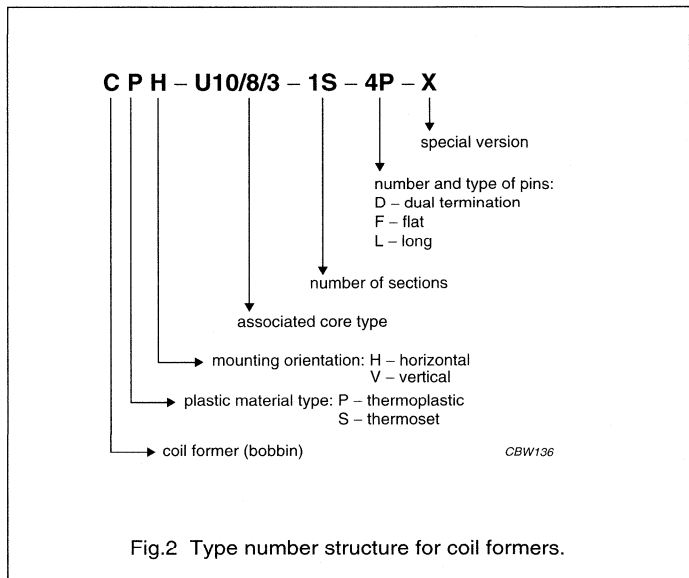 C P H – U10/8/3 – 1S – 4P – X
special version
number and type of pins:
D – dual termination
F – flat
L – long
number of sections
associated core type
mounting orientation: H – horizontal
V – vertical
plastic material type: P – thermoplastic
S – thermoset
coil former (bobbin)
CBW136
Fig.2 Type number structure for coil formers.